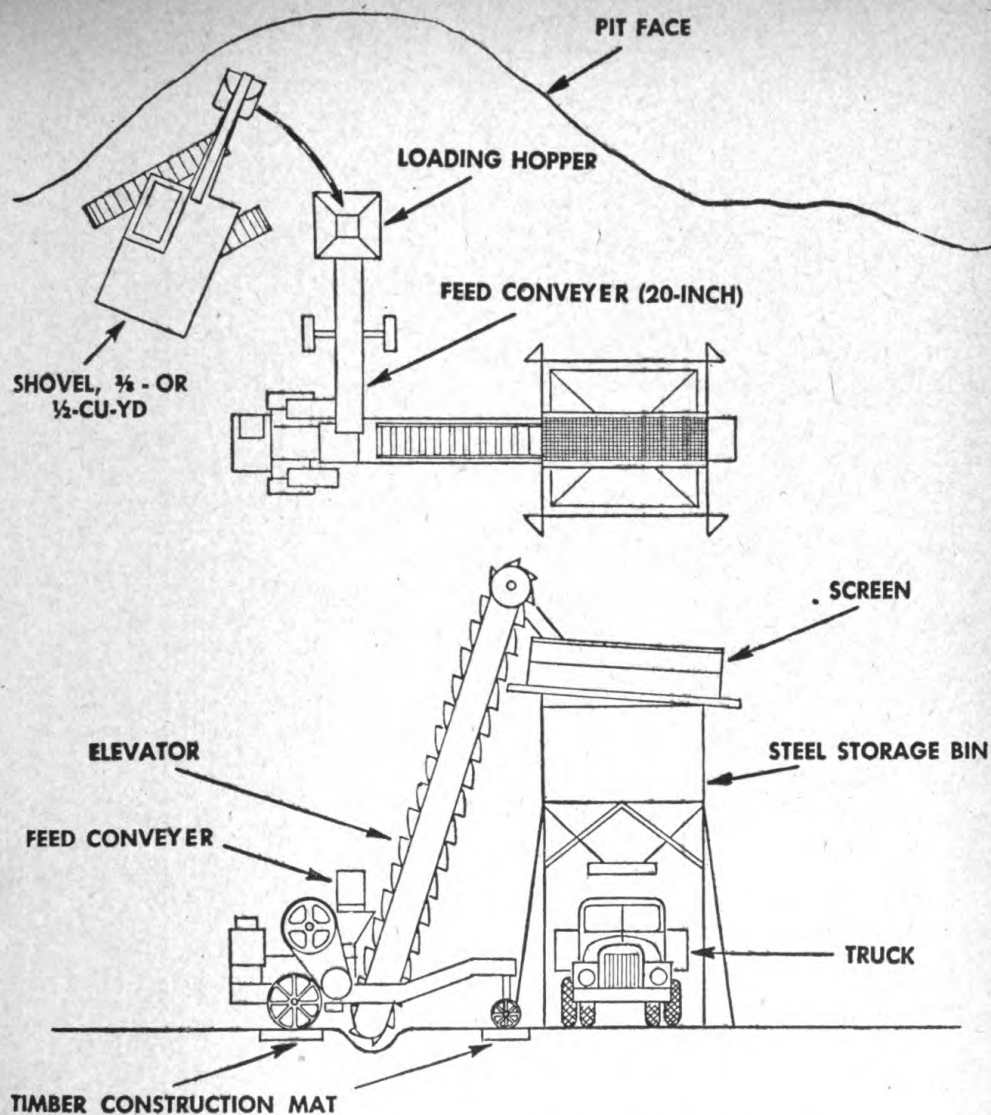 PIT FACE
LOADING HOPPER
FEED CONVEYER (20-INCH)
SHOVEL, ⅜ - OR
½-CU-YD
SCREEN
ELEVATOR
STEEL STORAGE BIN
FEED CONVEYER
TRUCK
TIMBER CONSTRUCTION MAT